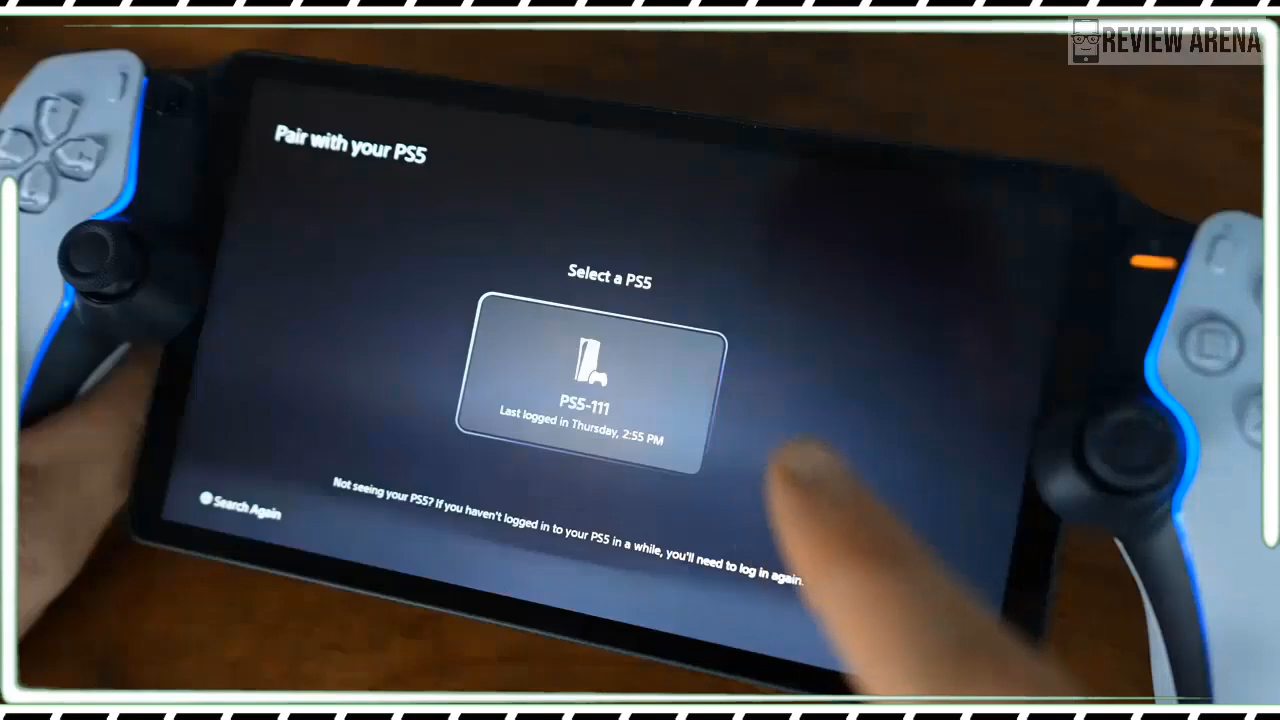 REVIEW ARENA
Pair with your PS5
Select a PS5
PS5-111
Last logged in Thursday, 2:55 PM
Not seeing your PS5? If you haven't logged in to your PS5 in a while, you'll need to log in again.
Search Again